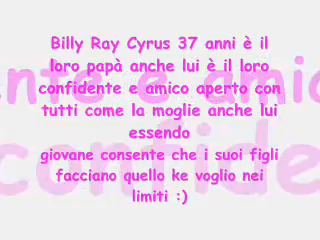 Billy Ray Cyrus 37 anni è il
loro papà anche lui è il loro
confidente e amico aperto con
tutti come la moglie anche lui
essendo
giovane consente che i suoi figli
facciano quello ke voglio nei
limiti :)